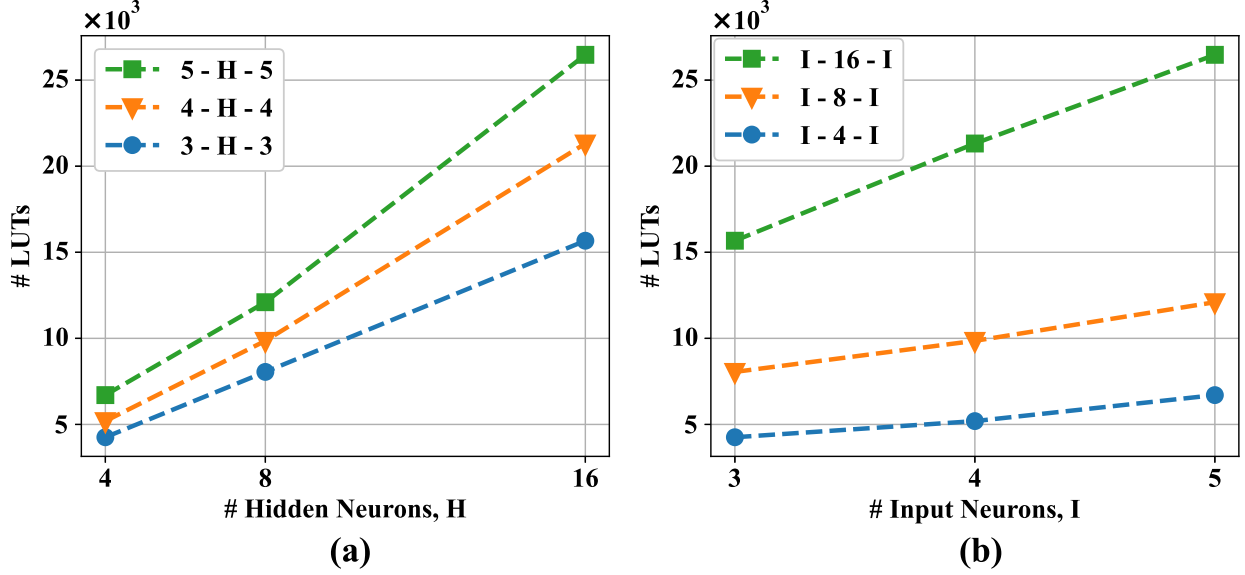 ×10³
25
20
15
10
5
# LUTs
5 - H - 5
4 - H - 4
3 - H - 3
4 8 16
# Hidden Neurons, H
(a)
×10³
25
20
15
10
5
# LUTs
I - 16 - I
I - 8 - I
I - 4 - I
3 4 5
# Input Neurons, I
(b)